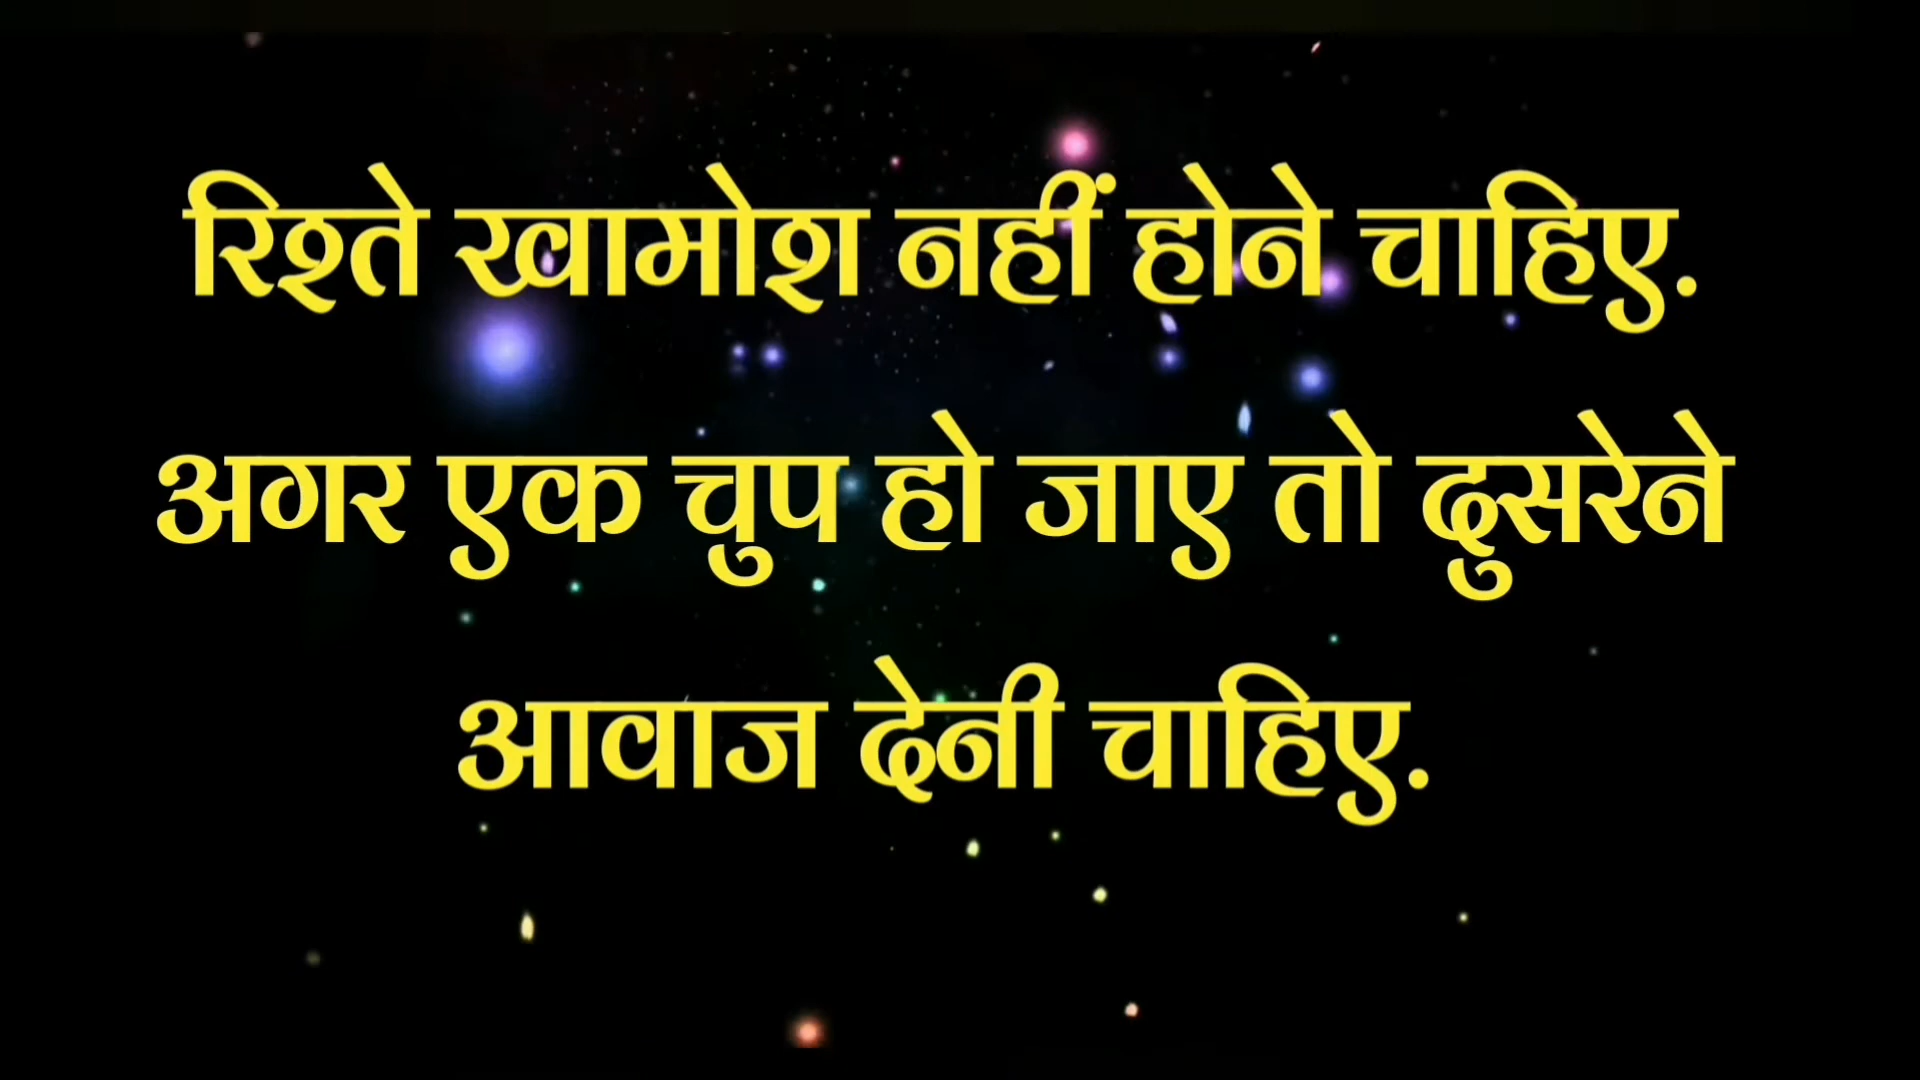 रिश्ते खामोश नहीं होने चाहिए.
अगर एक चुप हो जाए तो दुसरेने
आवाज देनी चाहिए.